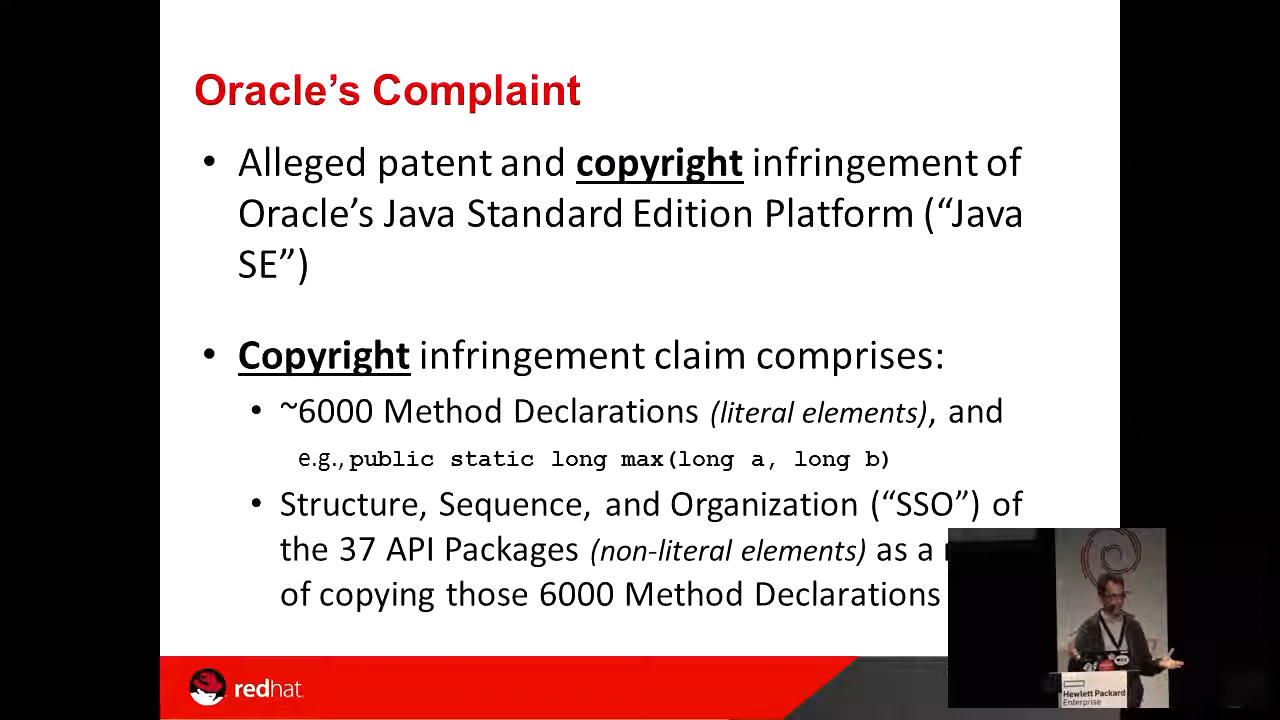 Oracle’s Complaint
• Alleged patent and copyright infringement of
Oracle’s Java Standard Edition Platform (“Java
SE”)
• Copyright infringement claim comprises:
• ~6000 Method Declarations (literal elements), and
e.g., public static long max(long a, long b)
• Structure, Sequence, and Organization (“SSO”) of
the 37 API Packages (non-literal elements) as a
of copying those 6000 Method Declarations
redhat.
Hewlett Packard
Enterprise